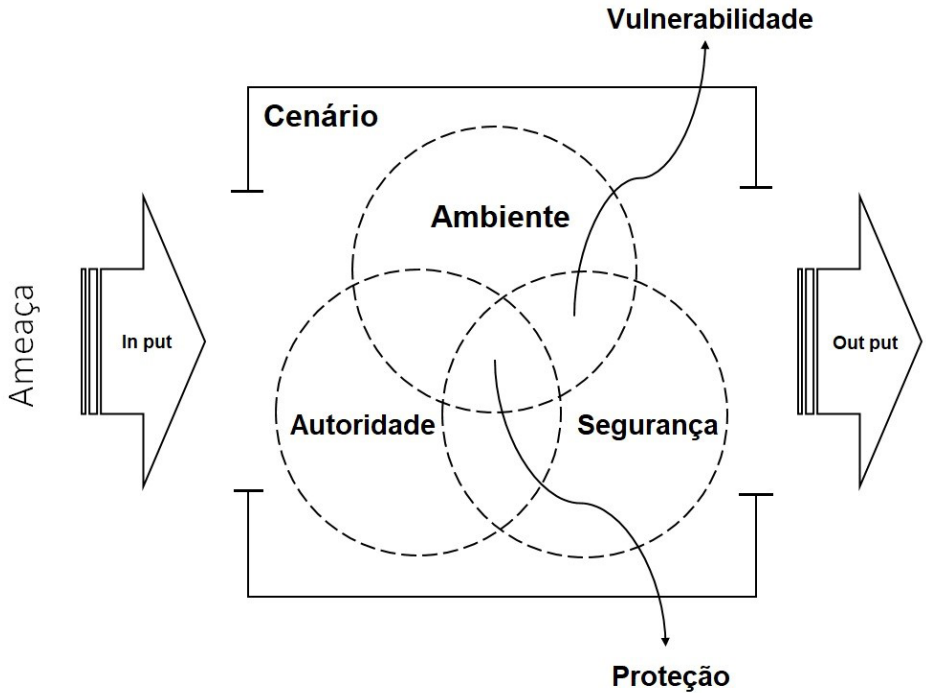 Vulnerabilidade
Cenário
Ambiente
Ameaça
In put
Out put
Autoridade
Segurança
Proteção